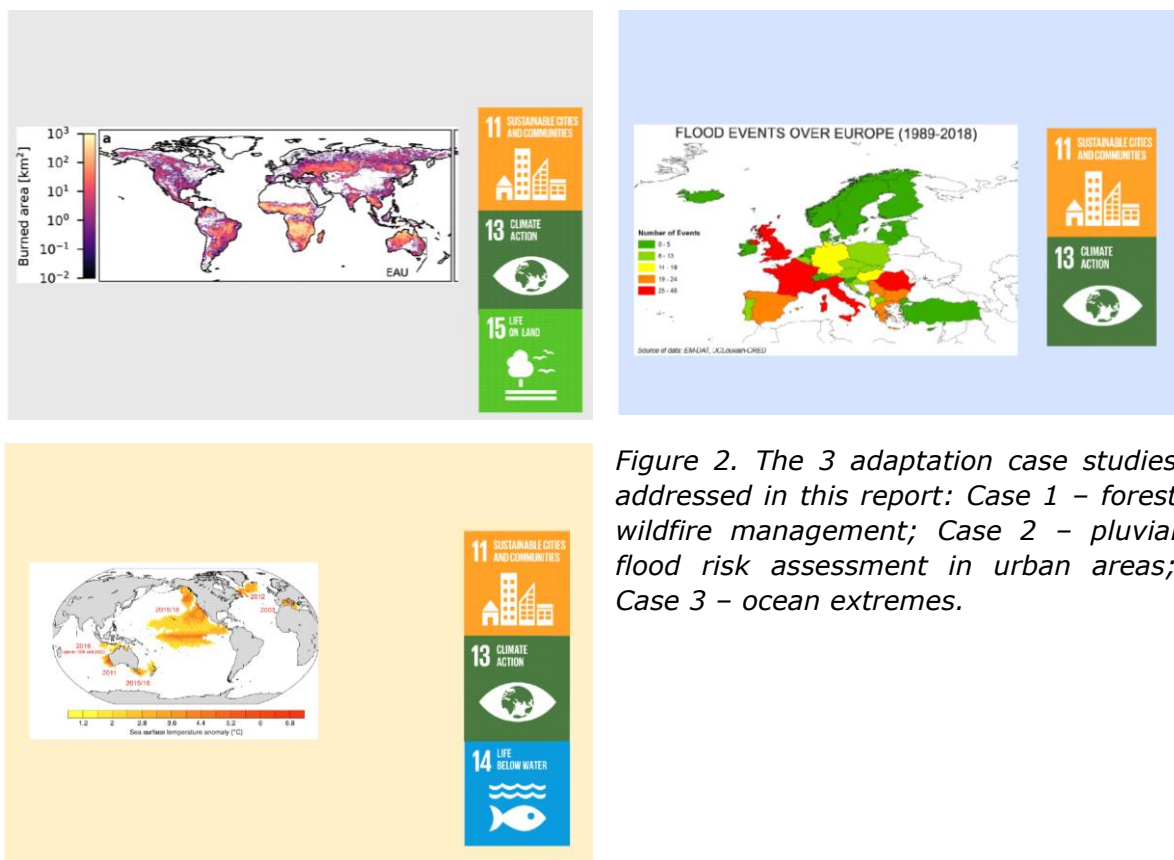 10³
10²
10¹
10⁰
10⁻¹
10⁻²
Burned area [km²]
a
EAU
11 SUSTAINABLE CITIES
AND COMMUNITIES
13 CLIMATE
ACTION
15 LIFE
ON LAND
FLOOD EVENTS OVER EUROPE (1989-2018)
Number of Events
0 - 5
6 - 13
11 - 18
19 - 24
25 - 46
Source of data: EM-DAT, UCLouvain-CRED
11 SUSTAINABLE CITIES
AND COMMUNITIES
13 CLIMATE
ACTION
2015/16
2012
2003
2016
2011
2015/16
1.2 2 2.8 3.6 4.4 5.2 6 6.8
Sea surface temperature anomaly (°C)
11 SUSTAINABLE CITIES
AND COMMUNITIES
13 CLIMATE
ACTION
14 LIFE
BELOW WATER
Figure 2. The 3 adaptation case studies
addressed in this report: Case 1 – forest
wildfire management; Case 2 – pluvial
flood risk assessment in urban areas;
Case 3 – ocean extremes.